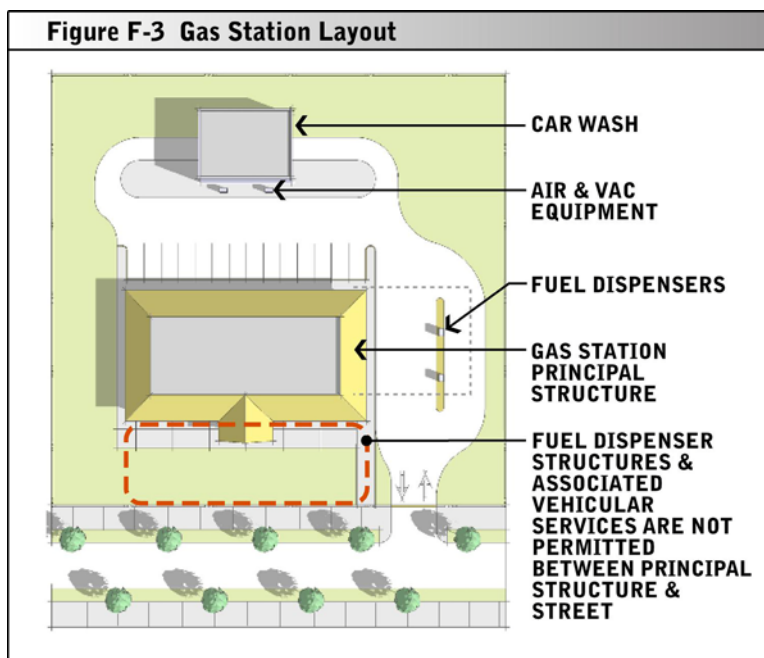 Figure F-3 Gas Station Layout
CAR WASH
AIR & VAC
EQUIPMENT
FUEL DISPENSERS
GAS STATION
PRINCIPAL
STRUCTURE
FUEL DISPENSER
STRUCTURES &
ASSOCIATED
VEHICULAR
SERVICES ARE NOT
PERMITTED
BETWEEN PRINCIPAL
STRUCTURE &
STREET